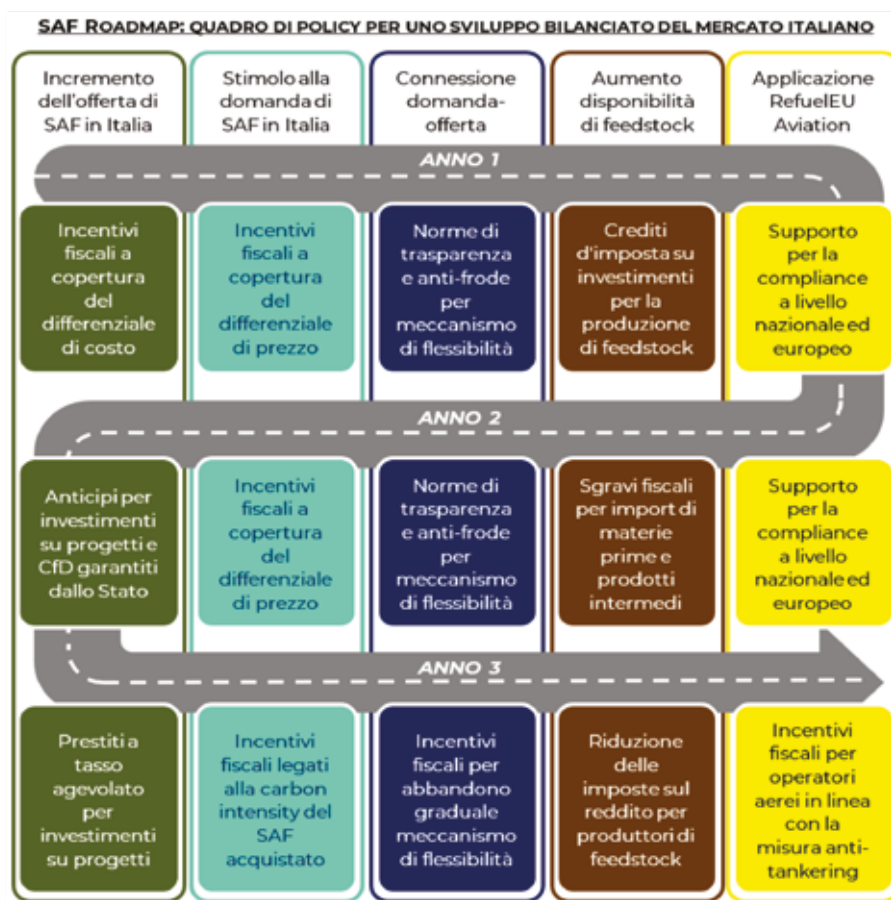 SAF ROADMAP: QUADRO DI POLICY PER UNO SVILUPPO BILANCIATO DEL MERCATO ITALIANO
Incremento
dell'offerta di
SAF in Italia
Stimolo alla
domanda di
SAF in Italia
Connessione
domanda-
offerta
Aumento
disponibilità
di feedstock
Applicazione
RefuelEU
Aviation
ANNO 1
Incentivi
fiscali a
copertura
del
differenziale
di costo
Incentivi
fiscali a
copertura
del
differenziale
di prezzo
Norme di
trasparenza
e anti-frode
per
meccanismo
di flessibilità
Crediti
d'imposta su
investimenti
per la
produzione
di feedstock
Supporto
per la
compliance
a livello
nazionale ed
europeo
ANNO 2
Anticipi per
investimenti
su progetti e
CfD garantiti
dallo Stato
Incentivi
fiscali a
copertura
del
differenziale
di prezzo
Norme di
trasparenza
e anti-frode
per
meccanismo
di flessibilità
Sgravi fiscali
per import di
materie
prime e
prodotti
intermedi
Supporto
per la
compliance
a livello
nazionale ed
europeo
ANNO 3
Prestiti a
tasso
agevolato
per
investimenti
su progetti
Incentivi
fiscali legati
alla carbon
intensity del
SAF
acquistato
Incentivi
fiscali per
abbandono
graduale
meccanismo
di flessibilità
Riduzione
delle
imposte sul
reddito per
produttori di
feedstock
Incentivi
fiscali per
operatori
aerei in linea
con la
misura anti-
tankering